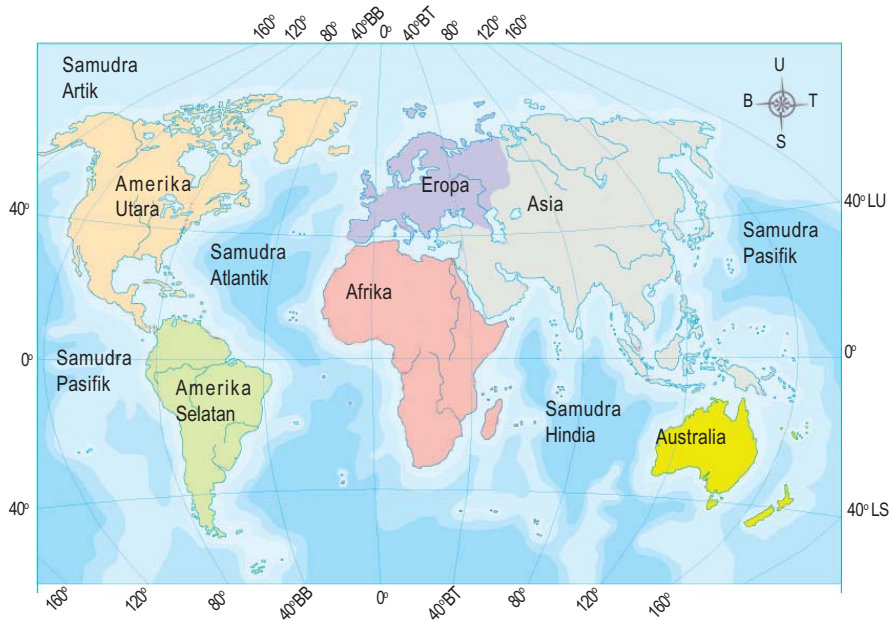 160° 120° 80° 40°BB 0° 40°BT 80° 120° 160°
Samudra
Artik
U
B T
S
Amerika
Utara
Eropa
Asia
40° 40° LU
Samudra
Atlantik
Samudra
Pasifik
Afrika
0° 0°
Samudra
Pasifik
Amerika
Selatan
Samudra
Hindia
Australia
40° 40° LS
160° 120° 80° 40°BB 0° 40°BT 80° 120° 160°